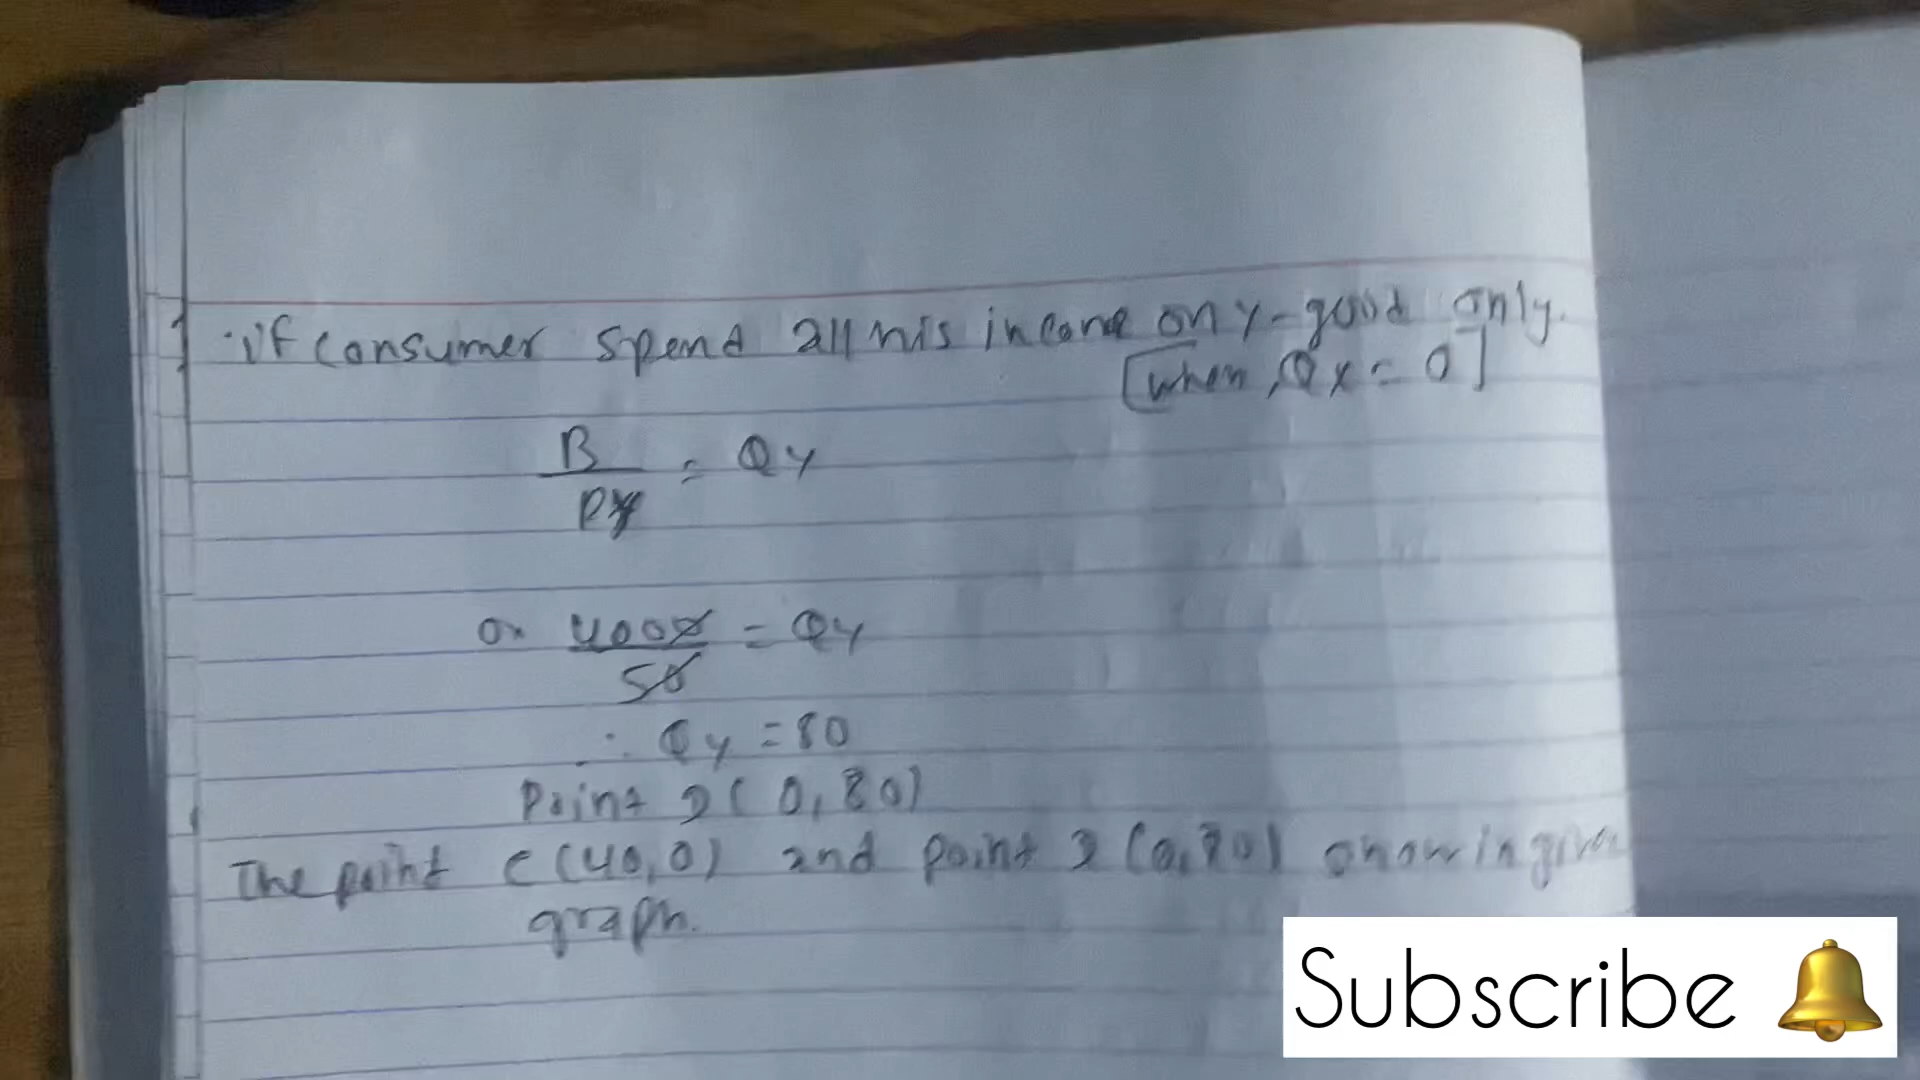 ∴ if consumer spend all his income on y-good only.
[when, Qx = 0]
B/Py = Qy
or 4000/50 = Qy
∴ Qy = 80
Point D (0, 80)
The point C (40, 0) and point D (0, 80) show in given
graph.
Subscribe 🔔